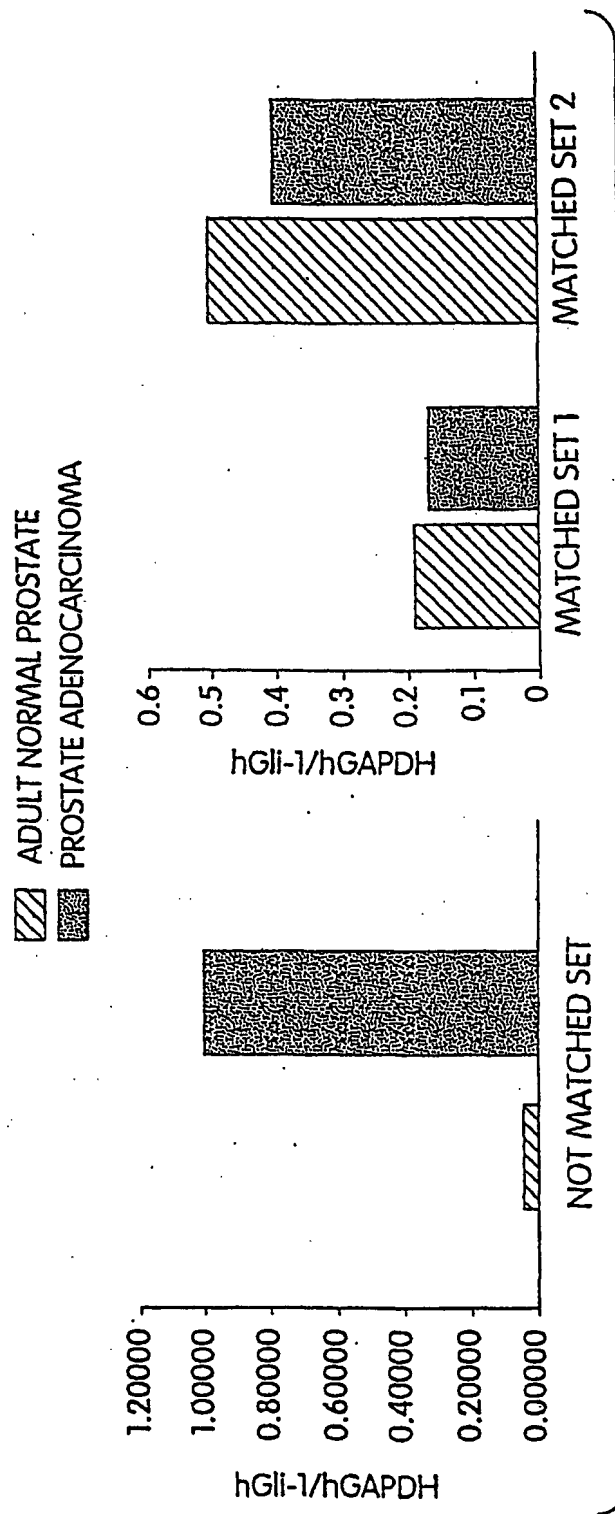 ADULT NORMAL PROSTATE
PROSTATE ADENOCARCINOMA
hGli-1/hGAPDH
1.20000
1.00000
0.80000
0.60000
0.40000
0.20000
0.00000
NOT MATCHED SET
hGli-1/hGAPDH
0.6
0.5
0.4
0.3
0.2
0.1
0
MATCHED SET 1
MATCHED SET 2